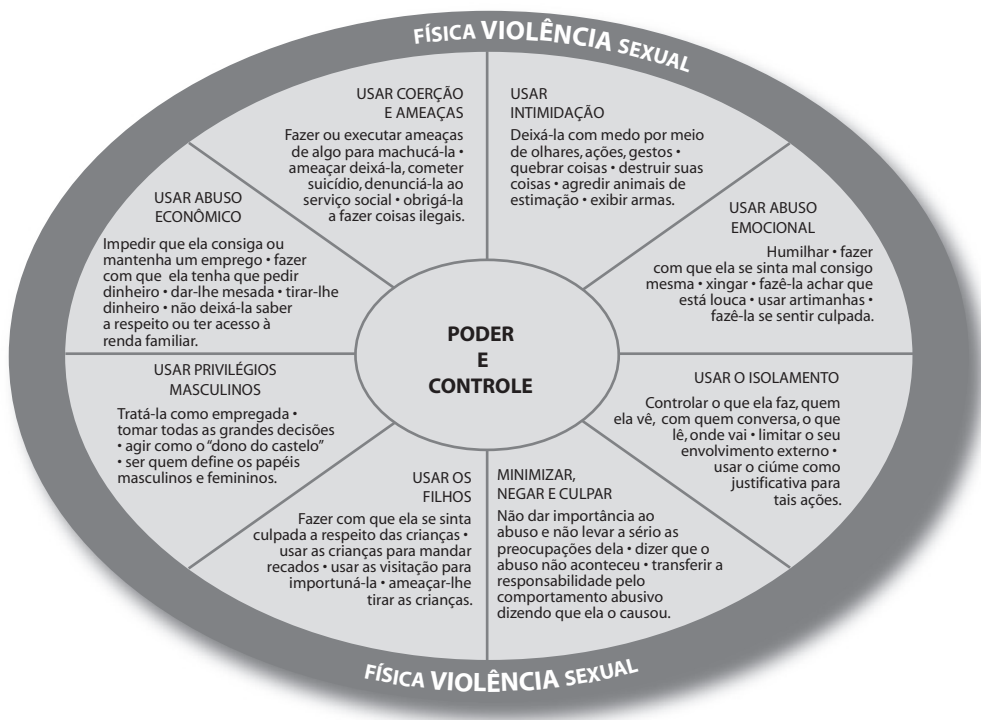 FÍSICA VIOLÊNCIA SEXUAL
USAR COERÇÃO
E AMEAÇAS
Fazer ou executar ameaças
de algo para machucá-la •
ameaçar deixá-la, cometer
suicídio, denunciá-la ao
serviço social • obrigá-la
a fazer coisas ilegais.
USAR
INTIMIDAÇÃO
Deixá-la com medo por meio
de olhares, ações, gestos •
quebrar coisas • destruir suas
coisas • agredir animais de
estimação • exibir armas.
USAR ABUSO
ECONÔMICO
Impedir que ela consiga ou
mantenha um emprego • fazer
com que ela tenha que pedir
dinheiro • dar-lhe mesada • tirar-lhe
dinheiro • não deixá-la saber
a respeito ou ter acesso à
renda familiar.
USAR ABUSO
EMOCIONAL
Humilhar • fazer
com que ela se sinta mal consigo
mesma • xingar • fazê-la achar que
está louca • usar artimanhas •
fazê-la se sentir culpada.
PODER
E
CONTROLE
USAR PRIVILÉGIOS
MASCULINOS
Tratá-la como empregada •
tomar todas as grandes decisões
• agir como o "dono do castelo"
• ser quem define os papéis
masculinos e femininos.
USAR O ISOLAMENTO
Controlar o que ela faz, quem
ela vê, com quem conversa, o que
lê, onde vai • limitar o seu
envolvimento externo •
usar o ciúme como
justificativa para
tais ações.
USAR OS
FILHOS
Fazer com que ela se sinta
culpada a respeito das crianças •
usar as crianças para mandar
recados • usar as visitação para
importuná-la • ameaçar-lhe
tirar as crianças.
MINIMIZAR,
NEGAR E CULPAR
Não dar importância ao
abuso e não levar a sério as
preocupações dela • dizer que o
abuso não aconteceu • transferir a
responsabilidade pelo
comportamento abusivo
dizendo que ela o causou.
FÍSICA VIOLÊNCIA SEXUAL